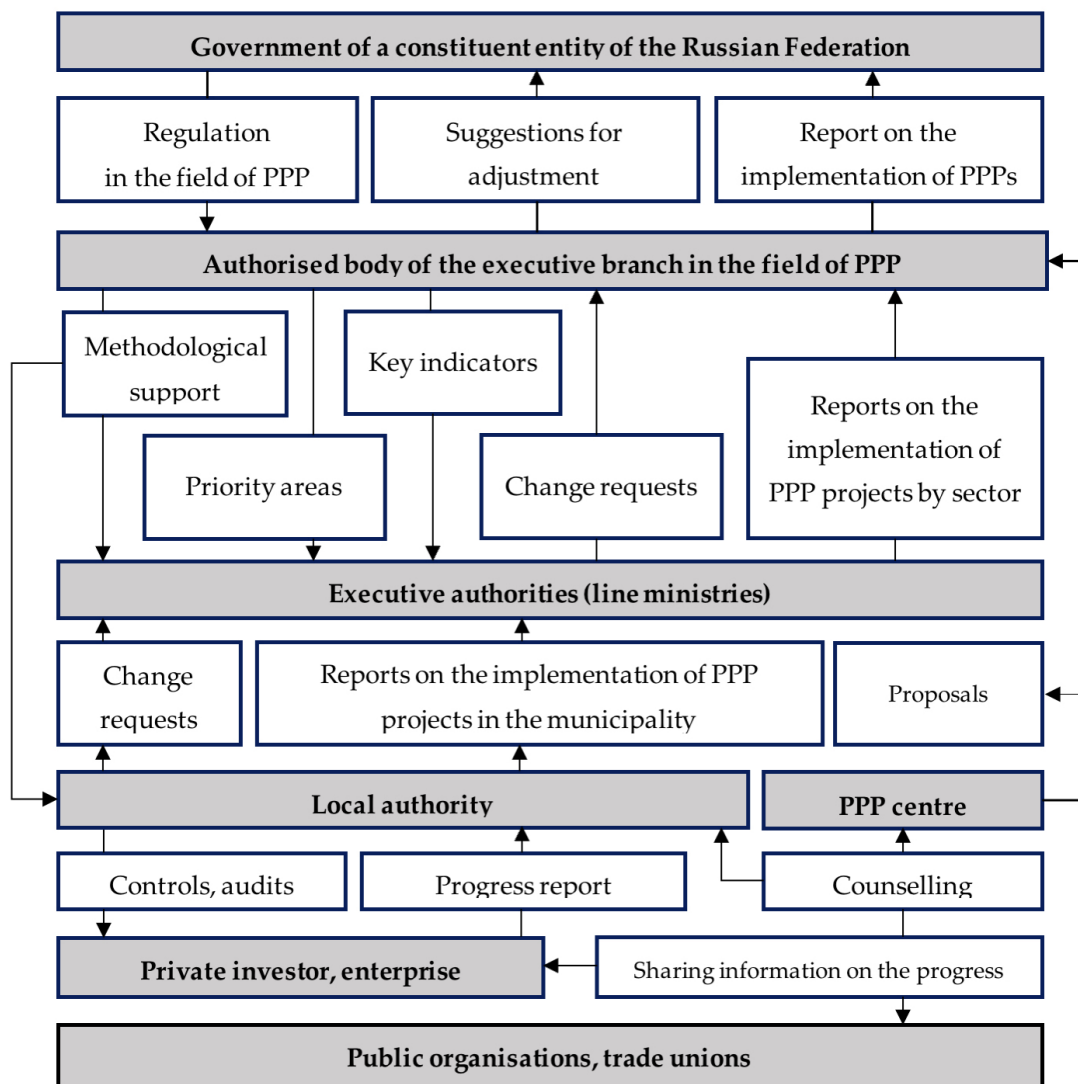 Government of a constituent entity of the Russian Federation
Regulation
in the field of PPP
Suggestions for
adjustment
Report on the
implementation of PPPs
Authorised body of the executive branch in the field of PPP
Methodological
support
Key indicators
Priority areas
Change requests
Reports on the
implementation of
PPP projects by sector
Executive authorities (line ministries)
Change
requests
Reports on the implementation of PPP
projects in the municipality
Proposals
Local authority
PPP centre
Controls, audits
Progress report
Counselling
Private investor, enterprise
Sharing information on the progress
Public organisations, trade unions